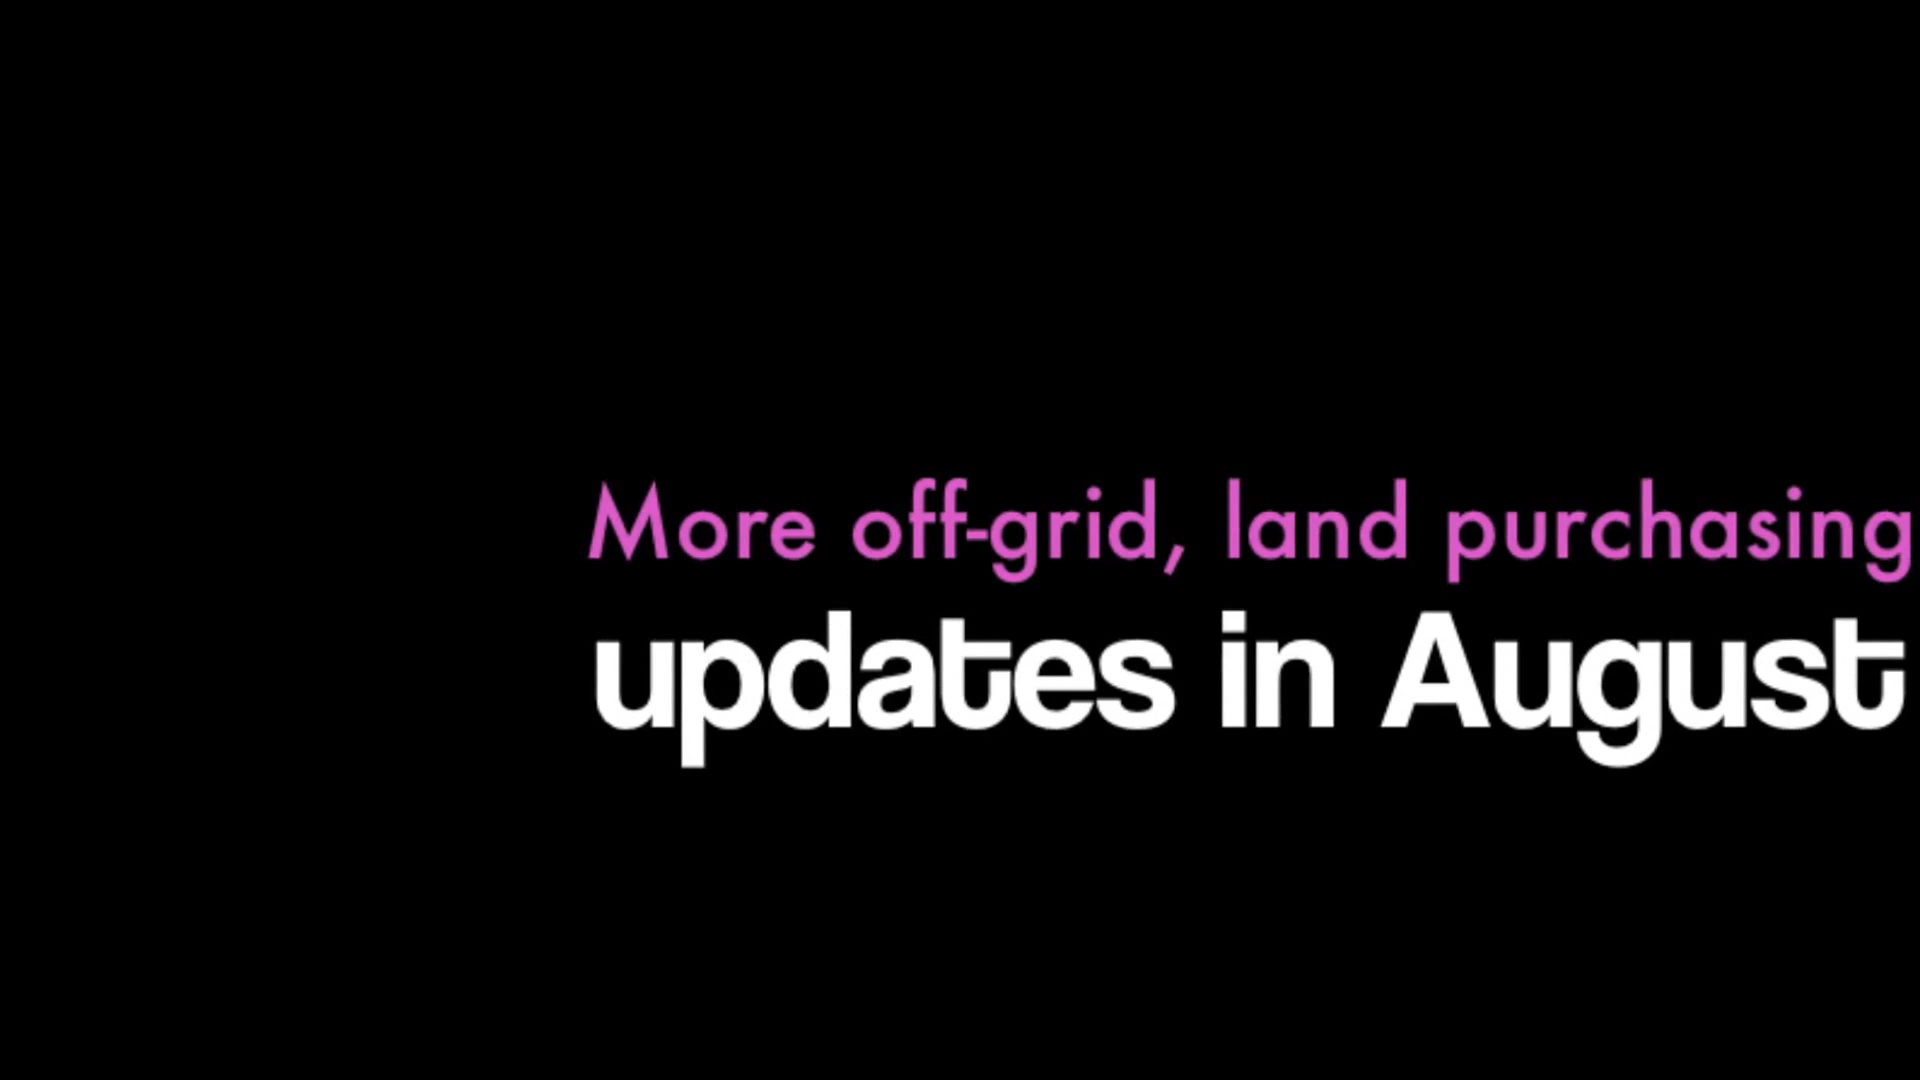 More off-grid, land purchasing
updates in August